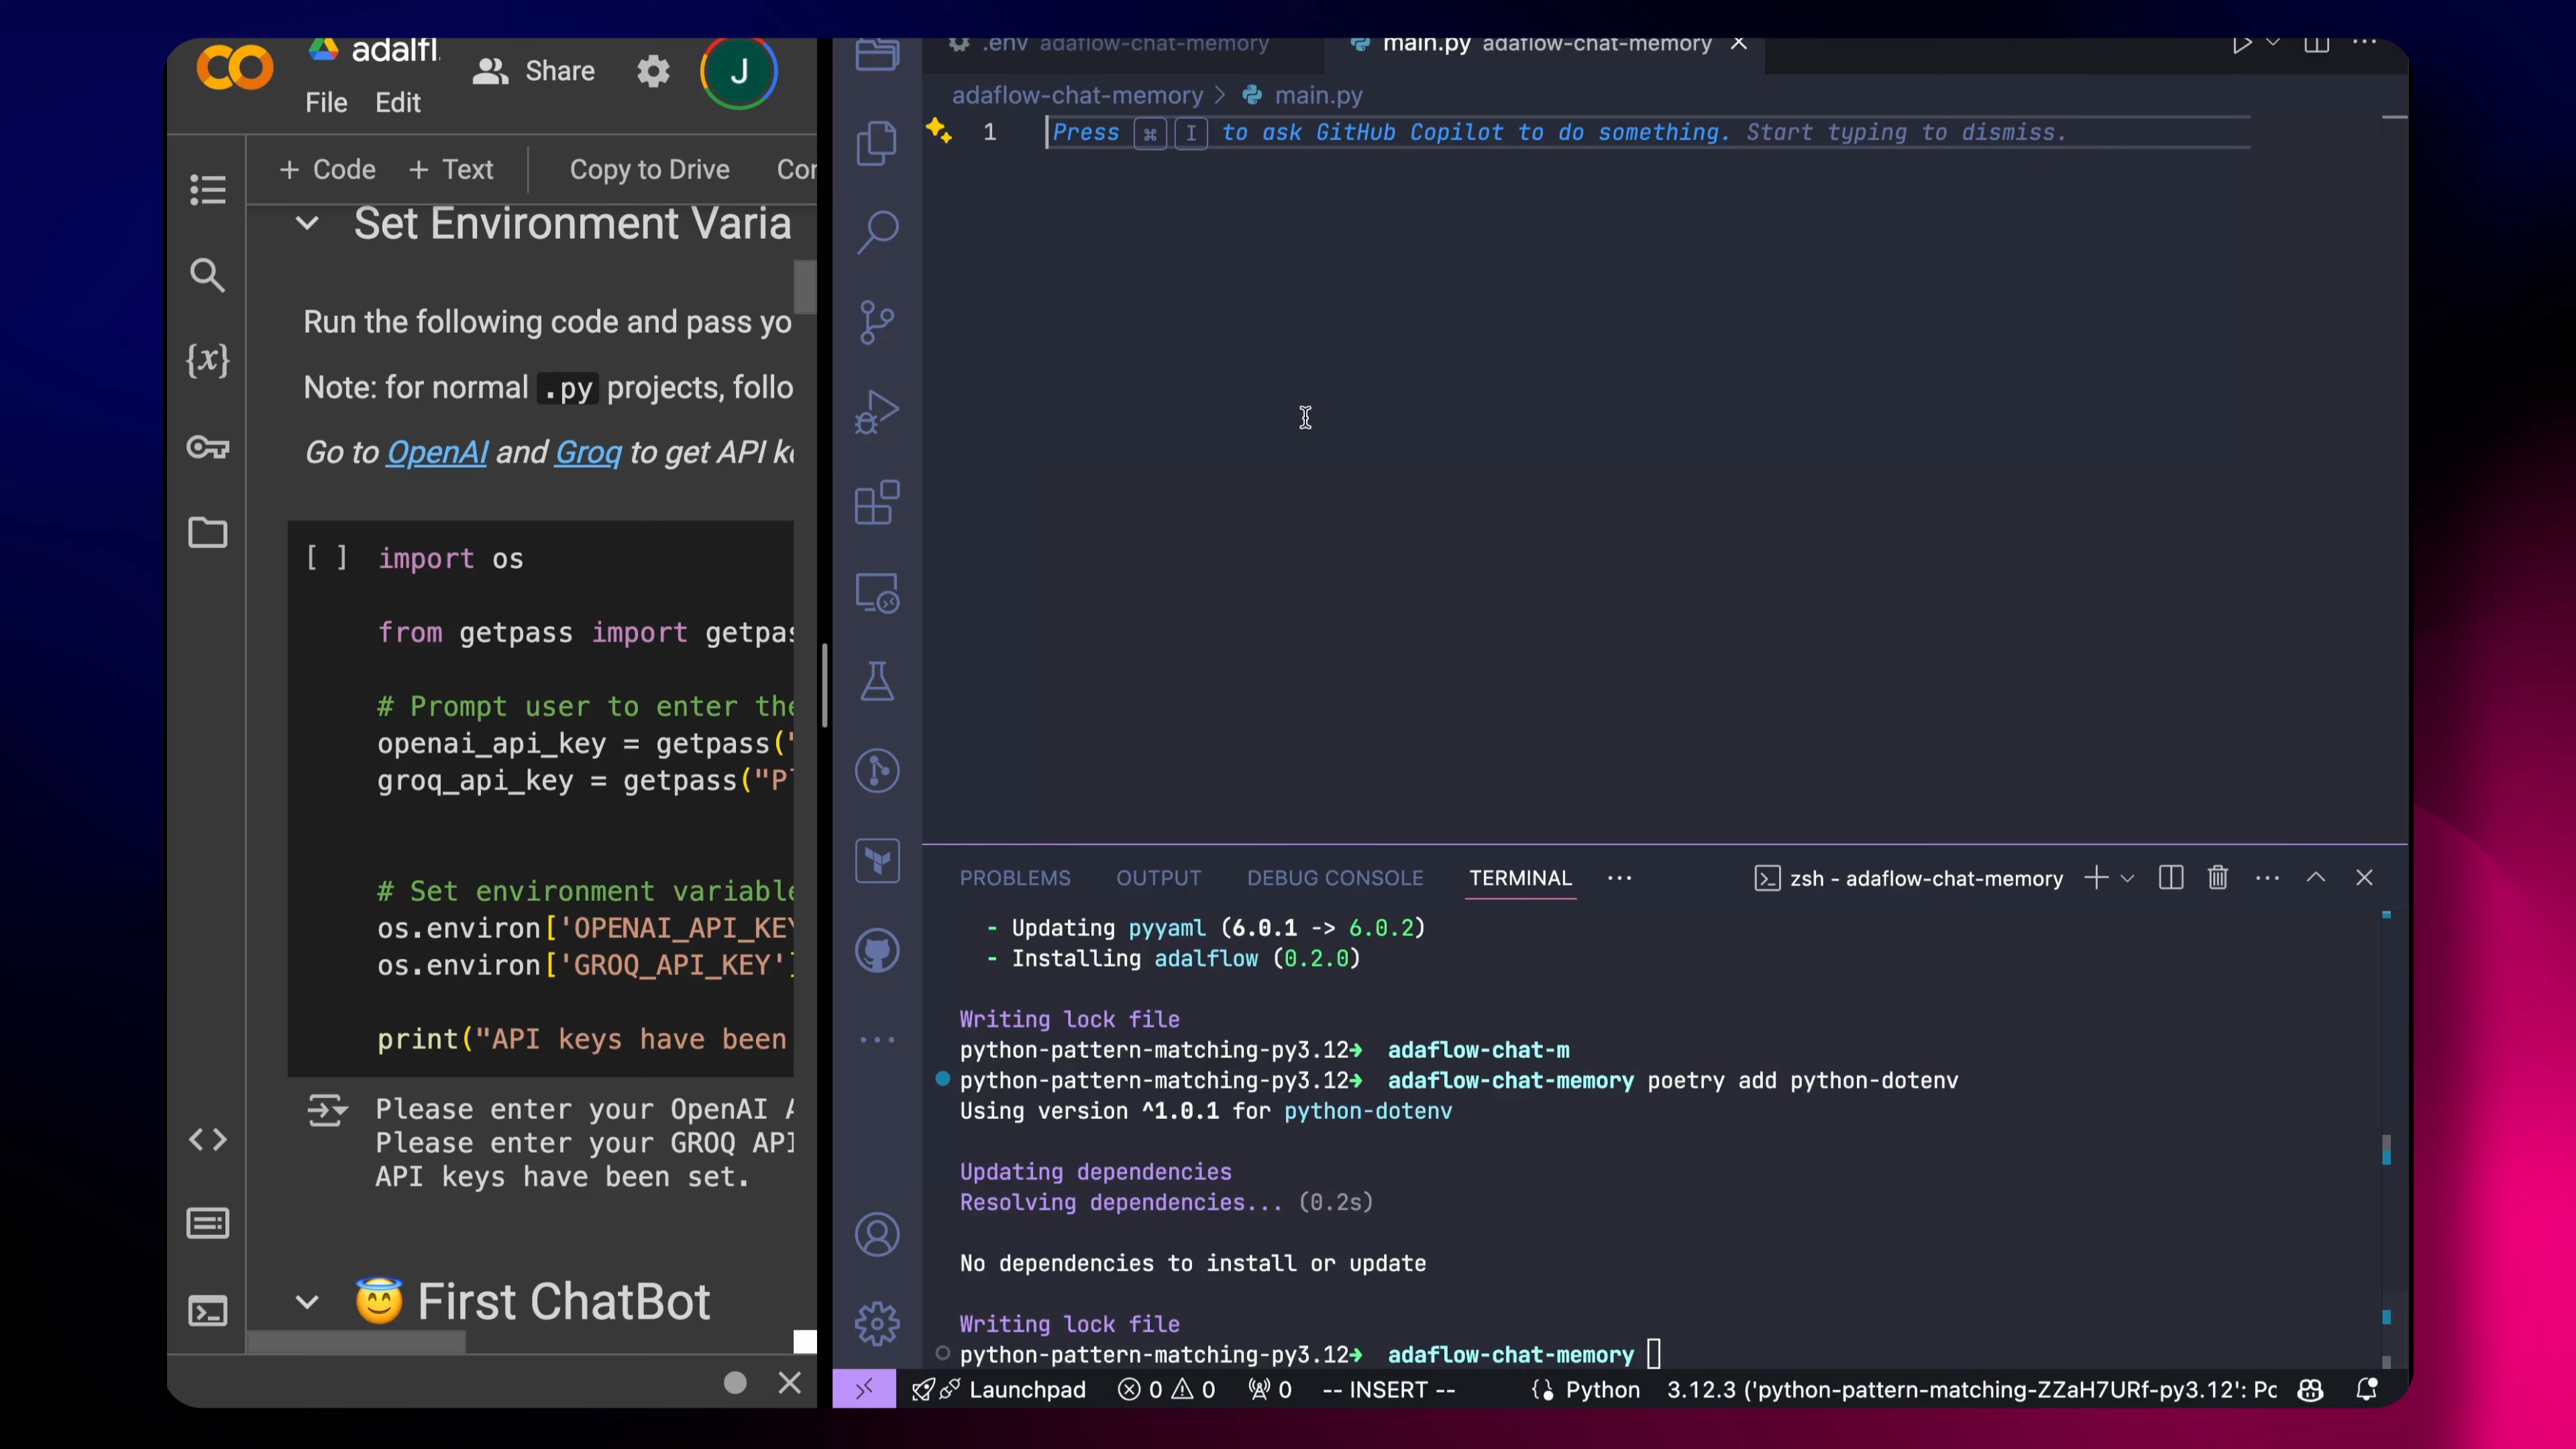 adalfl
Share
J
File Edit
+ Code + Text Copy to Drive
Set Environment Varia
Run the following code and pass yo
Note: for normal .py projects, follo
Go to OpenAI and Groq to get API ke
{x}
[ ] import os
from getpass import getpas
# Prompt user to enter the
openai_api_key = getpass("
groq_api_key = getpass("Pl
# Set environment variable
os.environ['OPENAI_API_KEY
os.environ['GROQ_API_KEY']
print("API keys have been
Please enter your OpenAI A
Please enter your GROQ API
API keys have been set.
😇 First ChatBot
.env adaflow-chat-memory
main.py adaflow-chat-memory
adaflow-chat-memory > main.py
1 Press ⌘ I to ask GitHub Copilot to do something. Start typing to dismiss.
PROBLEMS OUTPUT DEBUG CONSOLE TERMINAL ··· zsh - adaflow-chat-memory
- Updating pyyaml (6.0.1 -> 6.0.2)
- Installing adalflow (0.2.0)
Writing lock file
python-pattern-matching-py3.12➜ adaflow-chat-m
python-pattern-matching-py3.12➜ adaflow-chat-memory poetry add python-dotenv
Using version ^1.0.1 for python-dotenv
Updating dependencies
Resolving dependencies... (0.2s)
No dependencies to install or update
Writing lock file
python-pattern-matching-py3.12➜ adaflow-chat-memory
Launchpad 0 0 0 -- INSERT -- Python 3.12.3 ('python-pattern-matching-ZZaH7URf-py3.12': Po